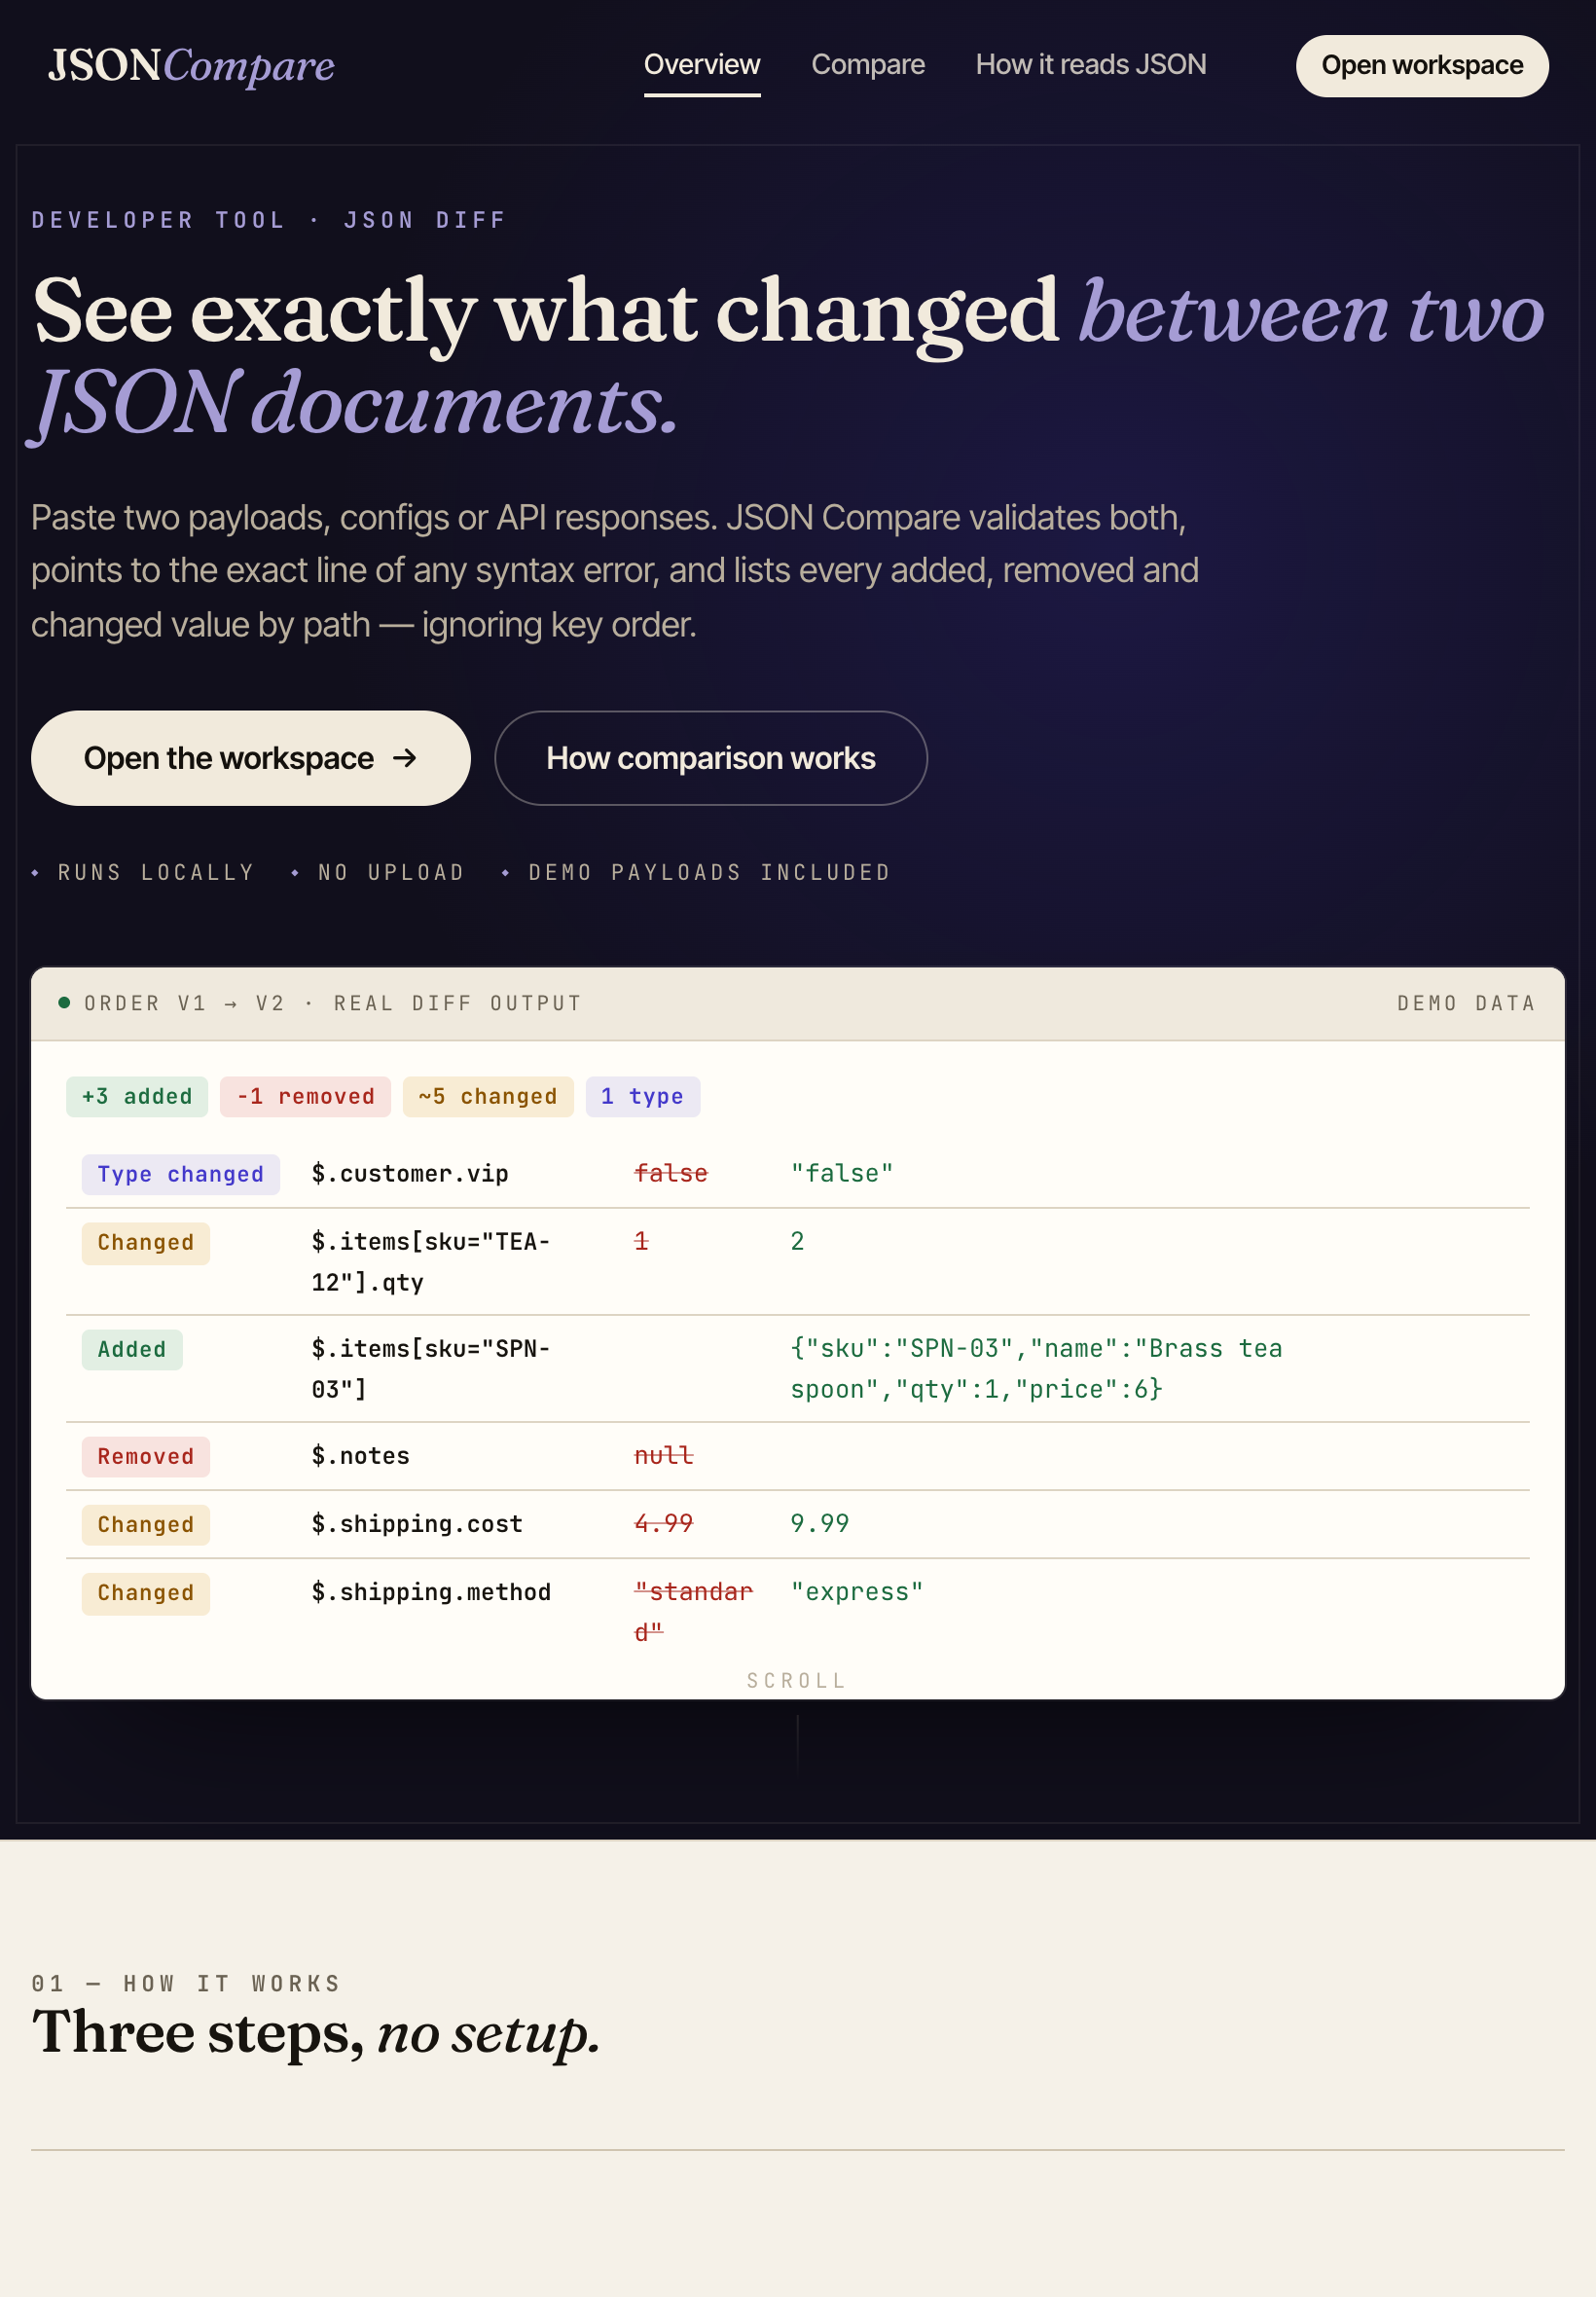 JSONCompare
Overview Compare How it reads JSON Open workspace
DEVELOPER TOOL · JSON DIFF
See exactly what changed between two
JSON documents.
Paste two payloads, configs or API responses. JSON Compare validates both,
points to the exact line of any syntax error, and lists every added, removed and
changed value by path — ignoring key order.
Open the workspace →
How comparison works
RUNS LOCALLY
NO UPLOAD
DEMO PAYLOADS INCLUDED
ORDER V1 → V2 · REAL DIFF OUTPUT
DEMO DATA
+3 added -1 removed ~5 changed 1 type
Type changed $.customer.vip false "false"
Changed $.items[sku="TEA- 1 2
12"].qty
Added $.items[sku="SPN- {"sku":"SPN-03","name":"Brass tea
03"] spoon","qty":1,"price":6}
Removed $.notes null
Changed $.shipping.cost 4.99 9.99
Changed $.shipping.method "standar "express"
d"
SCROLL
01 — HOW IT WORKS
Three steps, no setup.